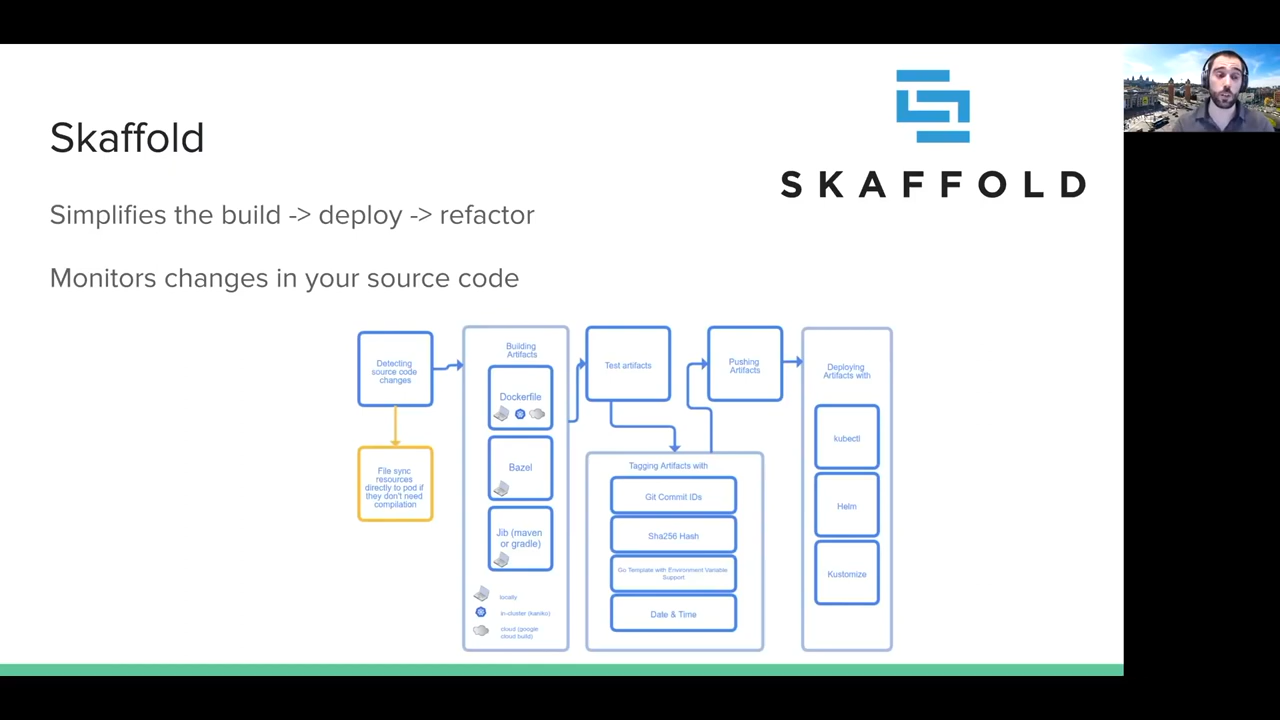 SKAFFOLD
Skaffold
Simplifies the build -> deploy -> refactor
Monitors changes in your source code
Detecting
source code
changes
File sync
resources
directly to pod if
they don't need
compilation
Building
Artifacts
Dockerfile
Bazel
Jib (maven
or gradle)
locally
in-cluster (kaniko)
cloud (google
cloud build)
Test artifacts
Tagging Artifacts with
Git Commit IDs
Sha256 Hash
Go Template with Environment Variable
Support
Date & Time
Pushing
Artifacts
Deploying
Artifacts with
kubectl
Helm
Kustomize